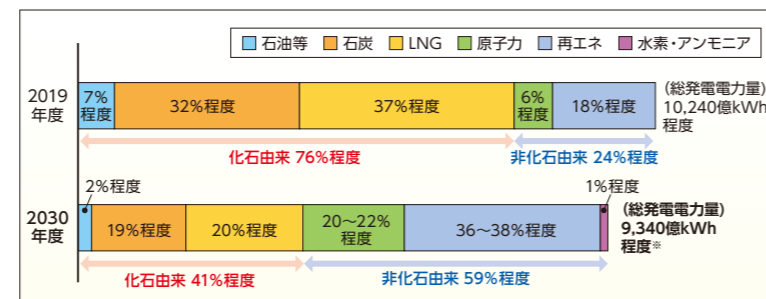 石油等 石炭 LNG 原子力 再エネ 水素・アンモニア
2019
年度
7%
程度
32%程度
37%程度
6%
程度
18%程度
(総発電電力量)
10,240億kWh
程度
化石由来 76%程度
非化石由来 24%程度
2%程度
1%程度
2030
年度
19%程度
20%程度
20～22%
程度
36～38%程度
(総発電電力量)
9,340億kWh
程度※
化石由来 41%程度
非化石由来 59%程度